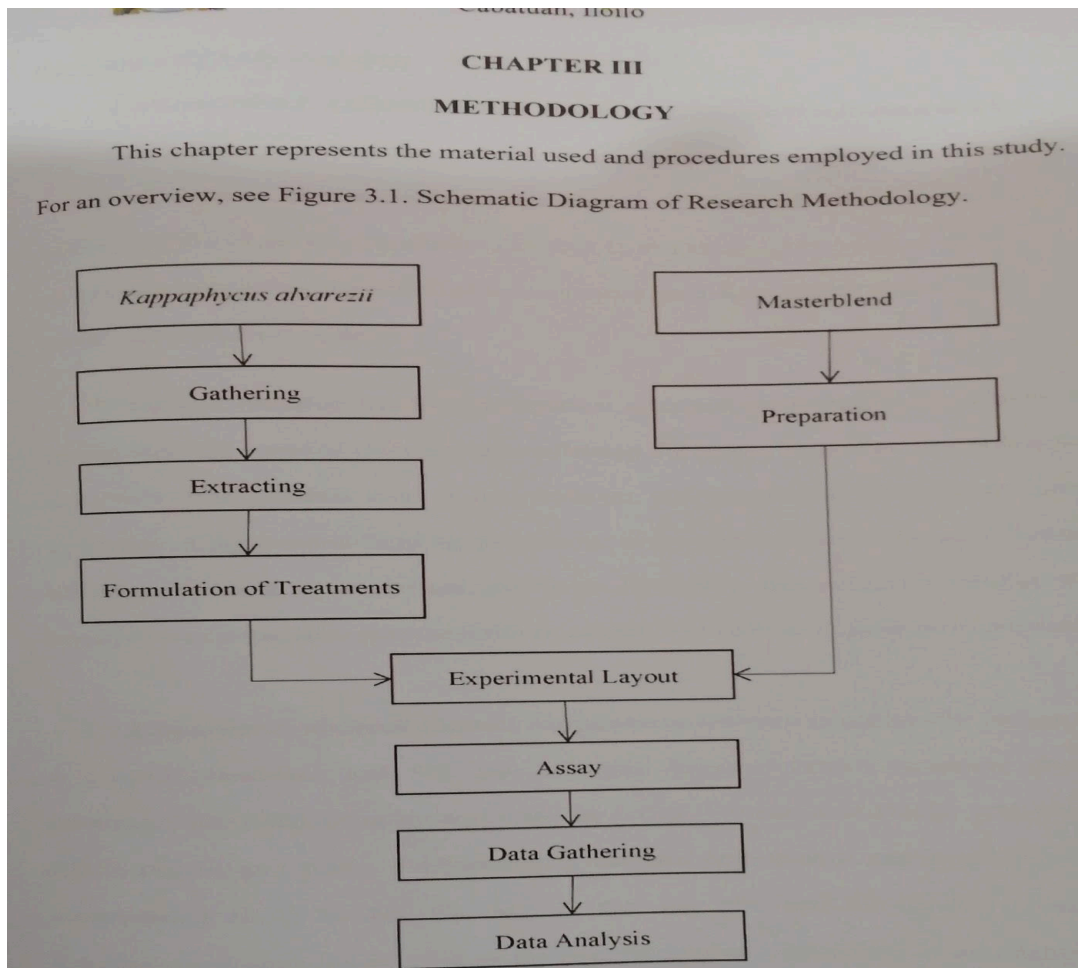 Cabatuan, Iloilo
CHAPTER III
METHODOLOGY
This chapter represents the material used and procedures employed in this study.
For an overview, see Figure 3.1. Schematic Diagram of Research Methodology.
Kappaphycus alvarezii
Masterblend
Gathering
Preparation
Extracting
Formulation of Treatments
Experimental Layout
Assay
Data Gathering
Data Analysis